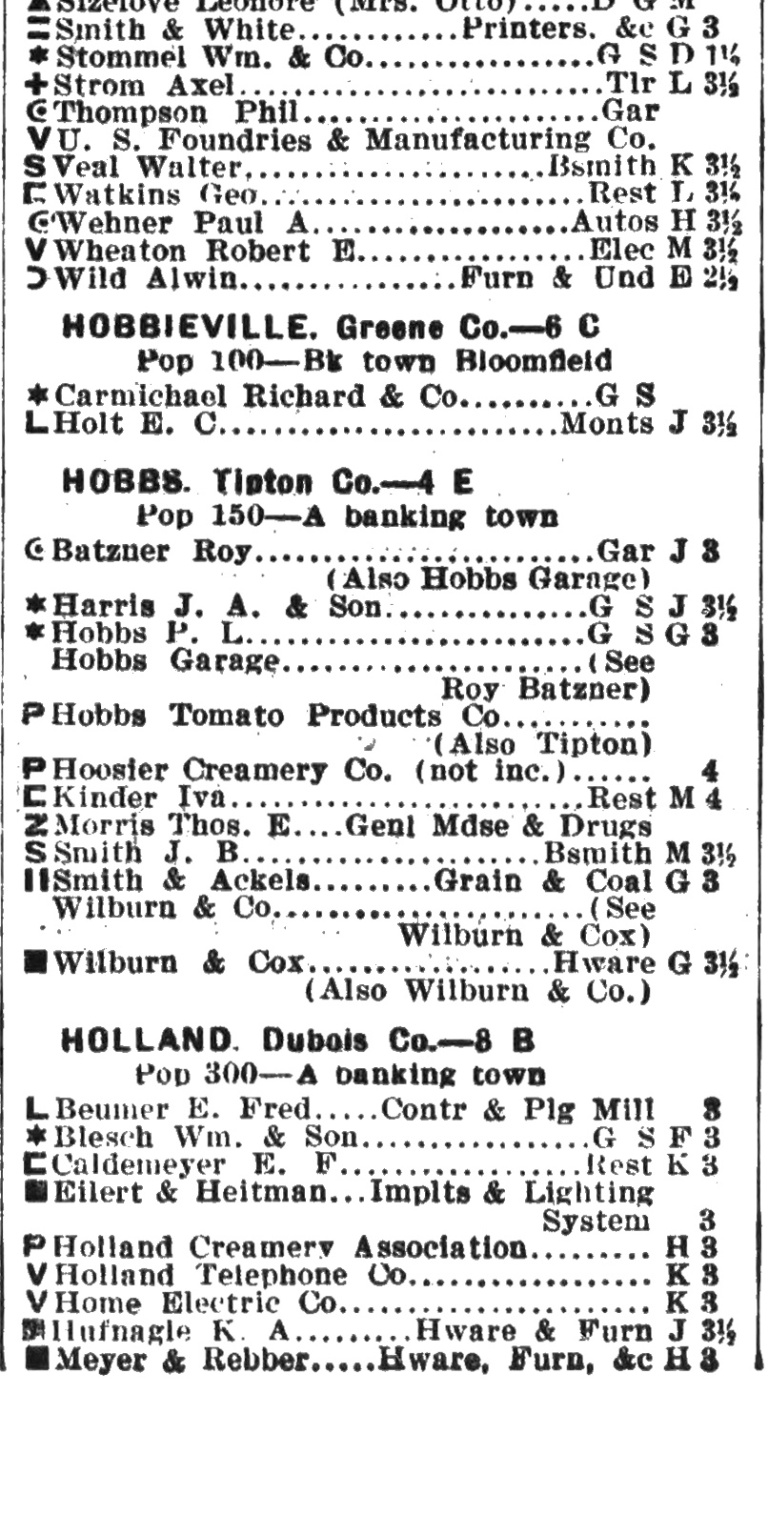 Sizelove Leonore (Mrs. Otto).....D G M
Smith & White............Printers. &c G 3
*Stommel Wm. & Co................G S D 1¼
+Strom Axel............................Tlr L 3½
Thompson Phil.....................Gar
V U. S. Foundries & Manufacturing Co.
S Veal Walter......................Bsmith K 3½
Watkins Geo.......................Rest L 3¼
Wehner Paul A..................Autos H 3½
V Wheaton Robert E.................Elec M 3½
Wild Alwin................Furn & Und E 2½
HOBBIEVILLE. Greene Co.—6 C
Pop 100—Bk town Bloomfield
*Carmichael Richard & Co..........G S
L Holt E. C........................Monts J 3½
HOBBS. Tipton Co.—4 E
Pop 150—A banking town
Batzner Roy.........................Gar J 3
(Also Hobbs Garage)
*Harris J. A. & Son...............G S J 3½
*Hobbs P. L.........................G S G 3
Hobbs Garage......................(See
Roy Batzner)
P Hobbs Tomato Products Co...........
(Also Tipton)
P Hoosier Creamery Co. (not inc.)...... 4
Kinder Iva..........................Rest M 4
Z Morris Thos. E....Genl Mdse & Drugs
S Smith J. B......................Bsmith M 3½
Smith & Ackels.........Grain & Coal G 3
Wilburn & Co.......................(See
Wilburn & Cox)
■Wilburn & Cox..................Hware G 3½
(Also Wilburn & Co.)
HOLLAND. Dubois Co.—8 B
Pop 300—A banking town
L Beumer E. Fred.....Contr & Plg Mill 3
*Blesch Wm. & Son.................G S F 3
Caldemeyer E. F..................Rest K 3
■Eilert & Heitman...Implts & Lighting
System 3
P Holland Creamery Association......... H 3
V Holland Telephone Co.................. K 3
V Home Electric Co....................... K 3
Hufnagle K. A.........Hware & Furn J 3½
■Meyer & Rebber.....Hware, Furn, &c H 3